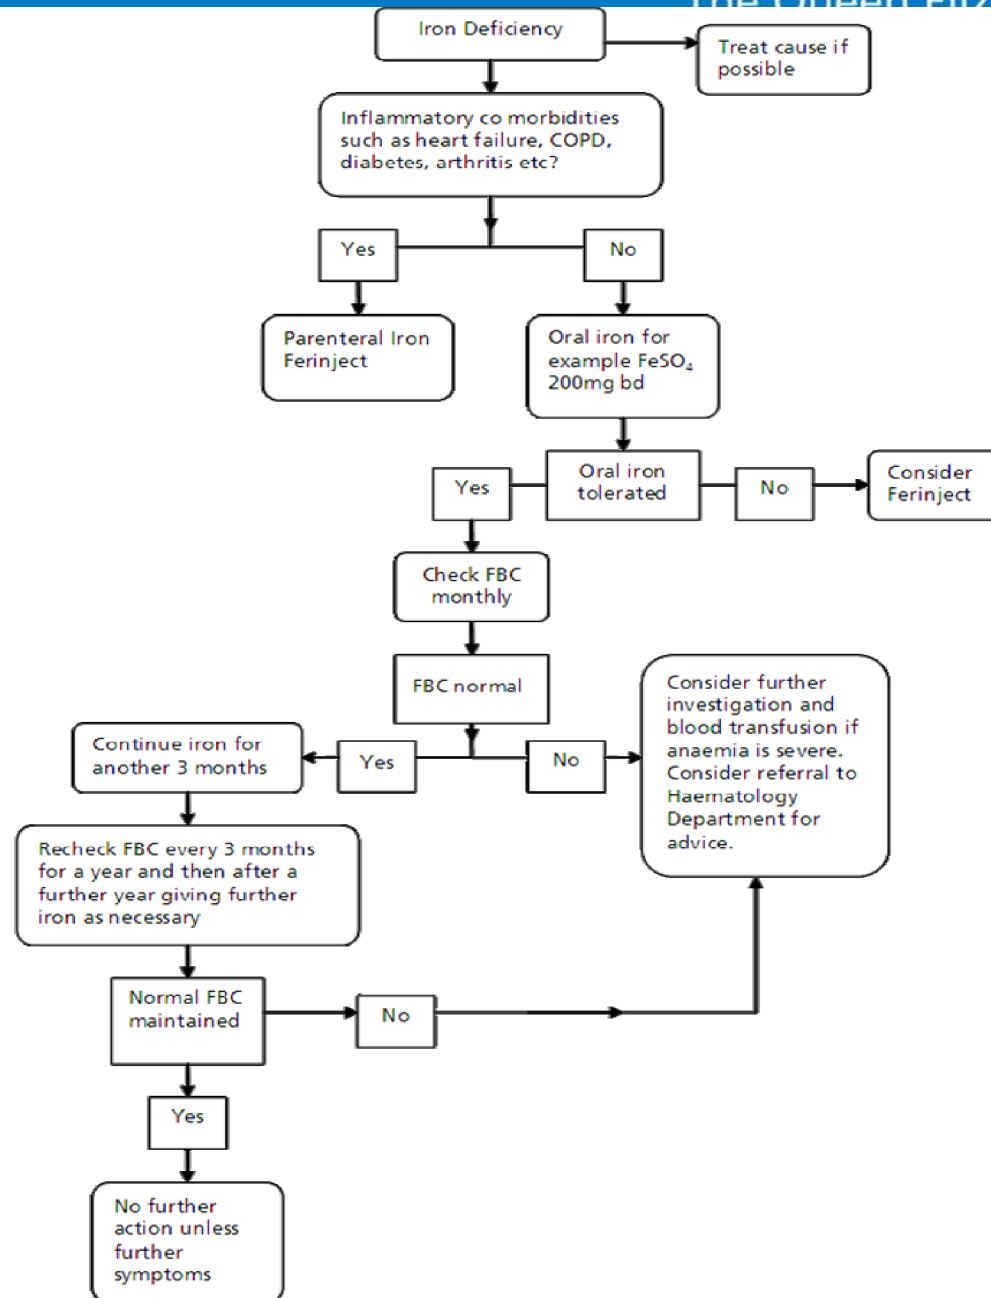 The Queen Eliz
Iron Deficiency
Treat cause if
possible
Inflammatory co morbidities
such as heart failure, COPD,
diabetes, arthritis etc?
Yes
No
Parenteral Iron
Ferinject
Oral iron for
example FeSO₄
200mg bd
Oral iron
tolerated
Yes
No
Consider
Ferinject
Check FBC
monthly
FBC normal
Consider further
investigation and
blood transfusion if
anaemia is severe.
Consider referral to
Haematology
Department for
advice.
Yes
No
Continue iron for
another 3 months
Recheck FBC every 3 months
for a year and then after a
further year giving further
iron as necessary
Normal FBC
maintained
No
Yes
No further
action unless
further
symptoms